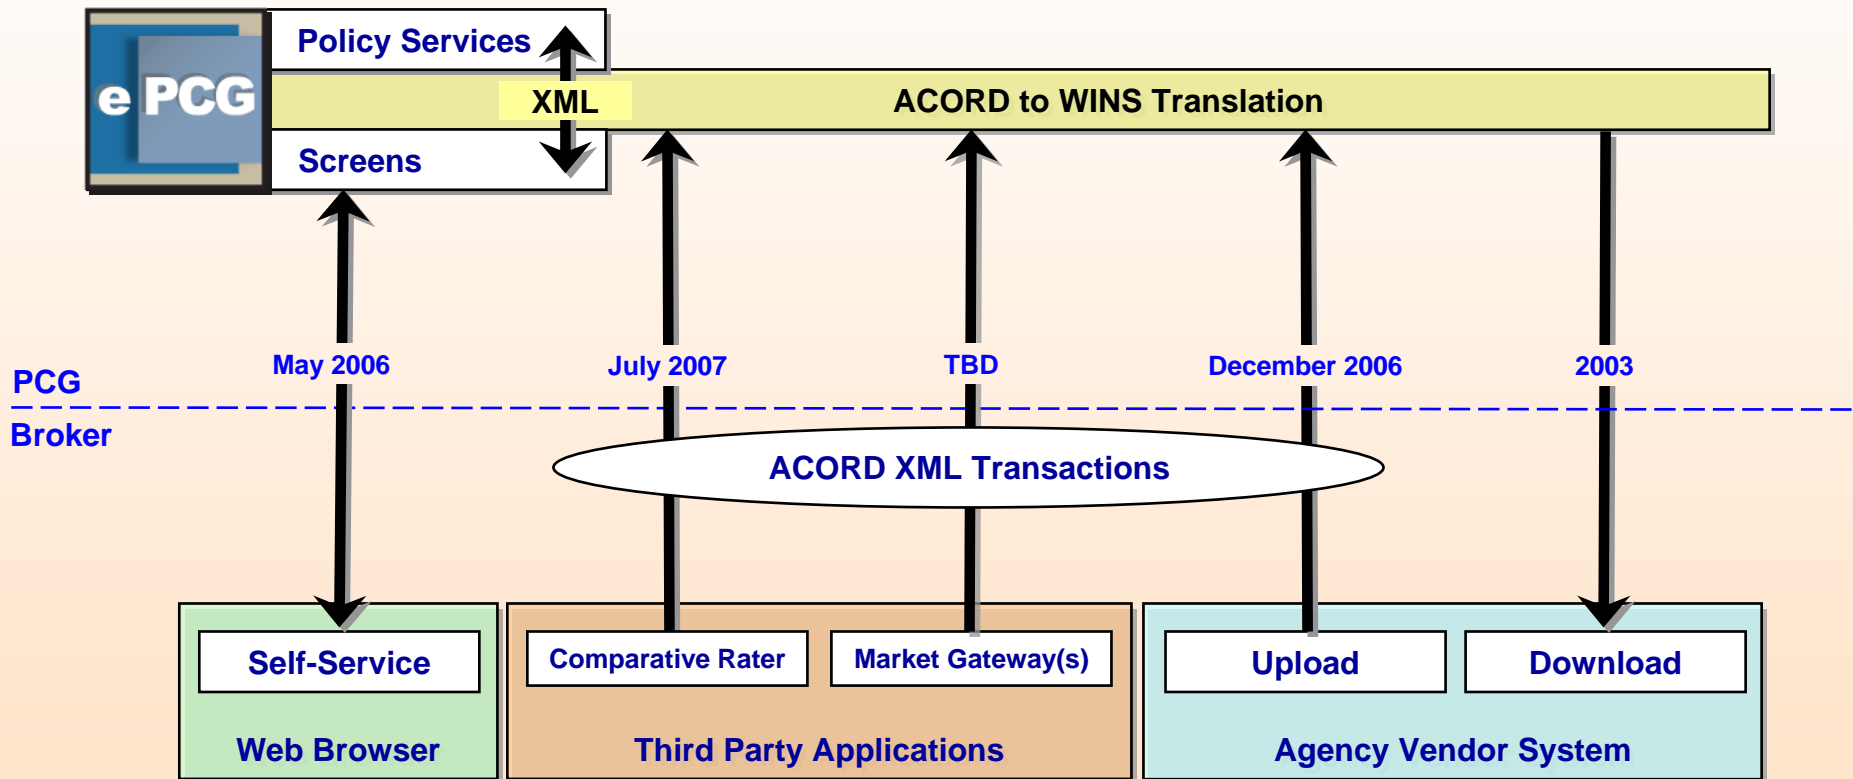 Policy Services
e PCG
XML
ACORD to WINS Translation
Screens
May 2006
July 2007
TBD
December 2006
2003
PCG
Broker
ACORD XML Transactions
Self-Service
Comparative Rater
Market Gateway(s)
Upload
Download
Web Browser
Third Party Applications
Agency Vendor System